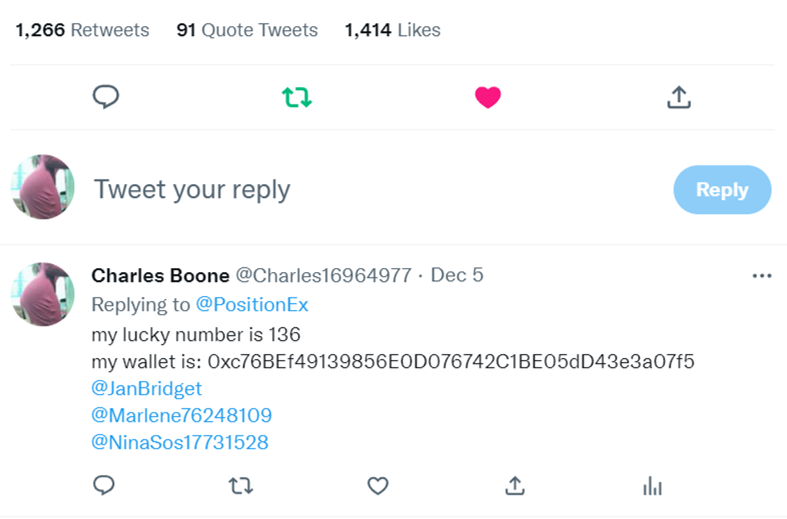 1,266 Retweets 91 Quote Tweets 1,414 Likes
Tweet your reply
Reply
Charles Boone @Charles16964977 · Dec 5
Replying to @PositionEx
my lucky number is 136
my wallet is: 0xc76BEf49139856E0D076742C1BE05dD43e3a07f5
@JanBridget
@Marlene76248109
@NinaSos17731528